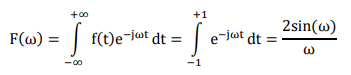 F(ω) = ∫_{−∞}^{+∞} f(t)e^{−jωt} dt = ∫_{−1}^{+1} e^{−jωt} dt = 2sin(ω)/ω